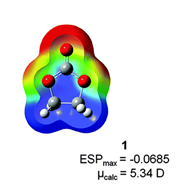 1
ESPmax = -0.0685
μcalc = 5.34 D